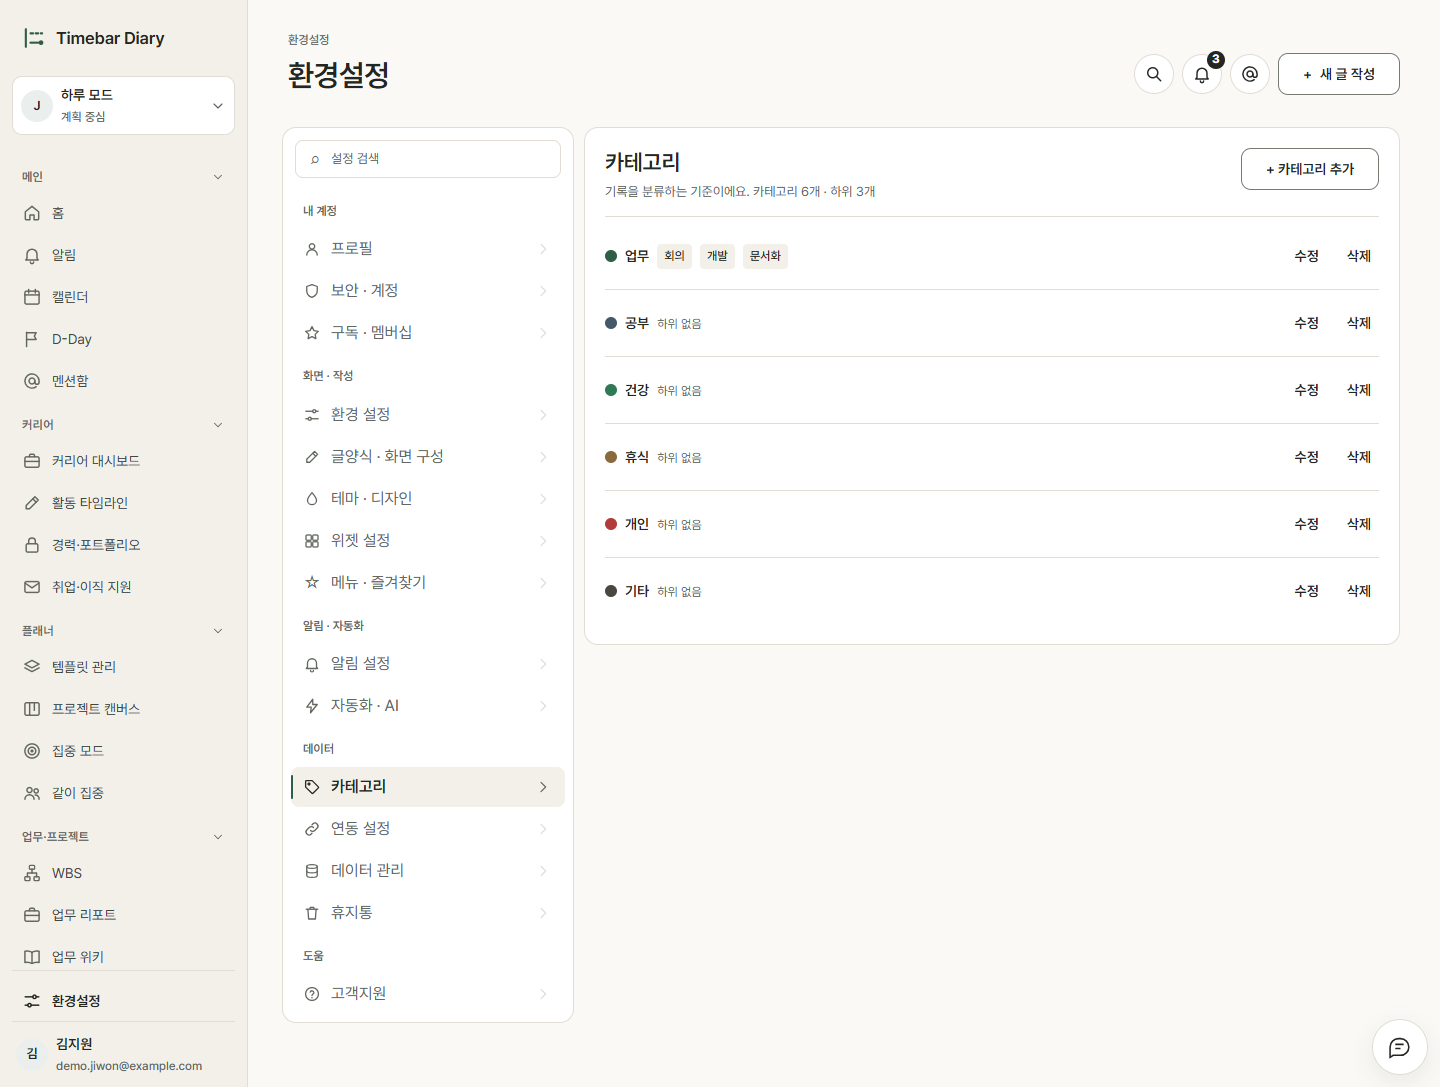 Timebar Diary
J
하루 모드
계획 중심
메인
홈
알림
캘린더
D-Day
멘션함
커리어
커리어 대시보드
활동 타임라인
경력·포트폴리오
취업·이직 지원
플래너
템플릿 관리
프로젝트 캔버스
집중 모드
같이 집중
업무·프로젝트
WBS
업무 리포트
업무 위키
환경설정
김
김지원
demo.jiwon@example.com
환경설정
환경설정
3
+ 새 글 작성
설정 검색
내 계정
프로필
보안 · 계정
구독 · 멤버십
화면 · 작성
환경 설정
글양식 · 화면 구성
테마 · 디자인
위젯 설정
메뉴 · 즐겨찾기
알림 · 자동화
알림 설정
자동화 · AI
데이터
카테고리
연동 설정
데이터 관리
휴지통
도움
고객지원
카테고리
기록을 분류하는 기준이에요. 카테고리 6개 · 하위 3개
+ 카테고리 추가
업무 회의 개발 문서화 수정 삭제
공부 하위 없음 수정 삭제
건강 하위 없음 수정 삭제
휴식 하위 없음 수정 삭제
개인 하위 없음 수정 삭제
기타 하위 없음 수정 삭제